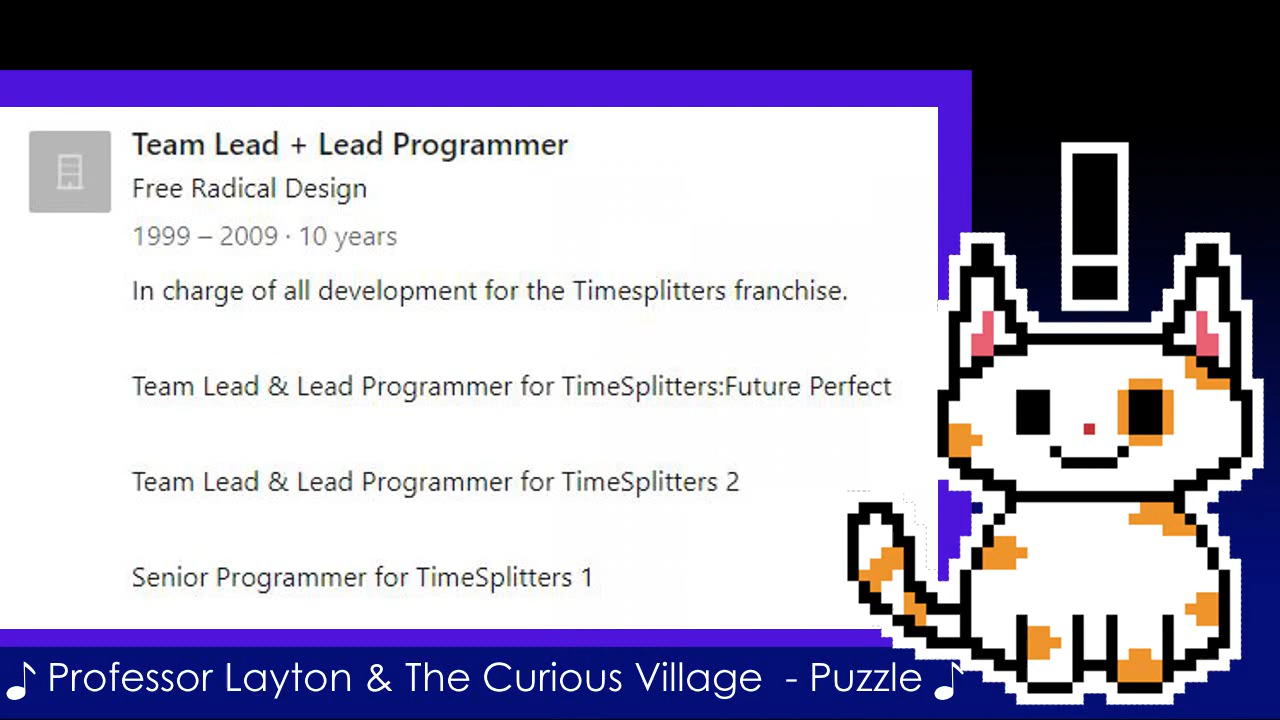 Team Lead + Lead Programmer
Free Radical Design
1999 – 2009 · 10 years
In charge of all development for the Timesplitters franchise.
Team Lead & Lead Programmer for TimeSplitters:Future Perfect
Team Lead & Lead Programmer for TimeSplitters 2
Senior Programmer for TimeSplitters 1
♪ Professor Layton & The Curious Village - Puzzle ♪